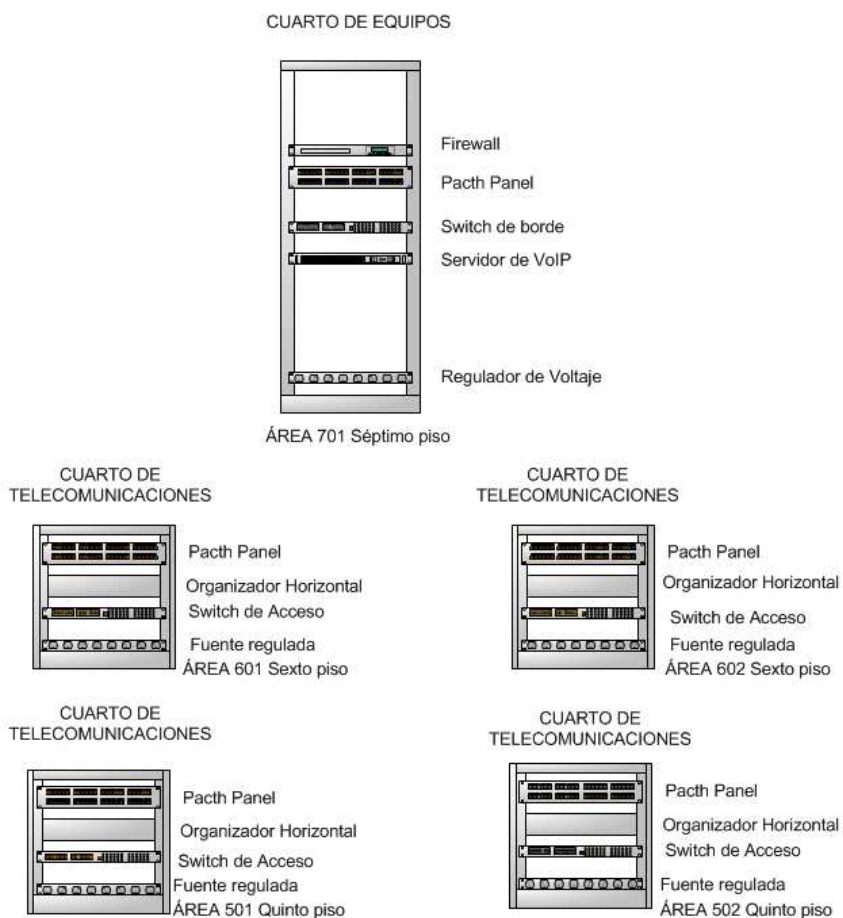 CUARTO DE EQUIPOS
Firewall
Pacth Panel
Switch de borde
Servidor de VoIP
Regulador de Voltaje
ÁREA 701 Séptimo piso
CUARTO DE
TELECOMUNICACIONES
Pacth Panel
Organizador Horizontal
Switch de Acceso
Fuente regulada
ÁREA 601 Sexto piso
CUARTO DE
TELECOMUNICACIONES
Pacth Panel
Organizador Horizontal
Switch de Acceso
Fuente regulada
ÁREA 602 Sexto piso
CUARTO DE
TELECOMUNICACIONES
Pacth Panel
Organizador Horizontal
Switch de Acceso
Fuente regulada
ÁREA 501 Quinto piso
CUARTO DE
TELECOMUNICACIONES
Pacth Panel
Organizador Horizontal
Switch de Acceso
Fuente regulada
ÁREA 502 Quinto piso